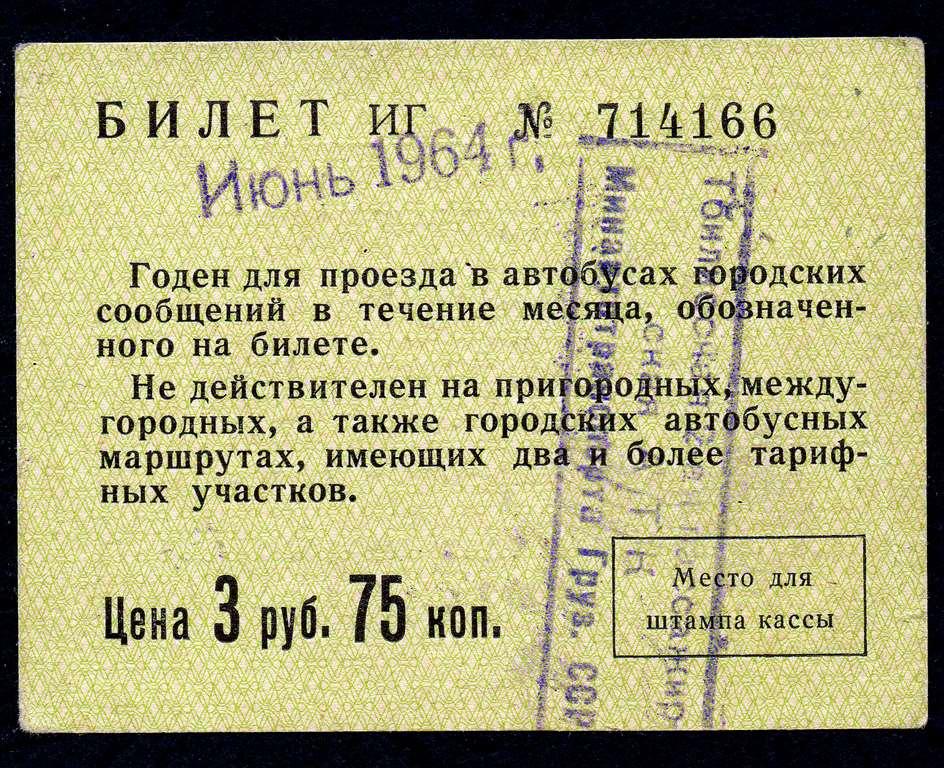 БИЛЕТ ИГ № 714166
Июнь 1964 г.
Годен для проезда в автобусах городских
сообщений в течение месяца, обозначен-
ного на билете.
Не действителен на пригородных, между-
городных, а также городских автобусных
маршрутах, имеющих два и более тариф-
ных участков.
Цена 3 руб. 75 коп.
Место для
штампа кассы
Груз. ССР